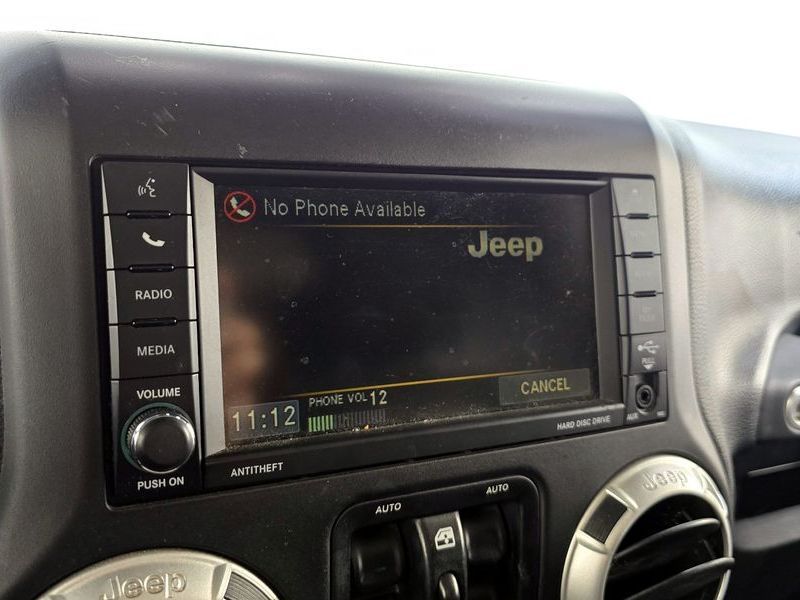 No Phone Available
Jeep
RADIO
MEDIA
VOLUME
PUSH ON
11:12
PHONE VOL 12
CANCEL
ANTITHEFT
HARD DISC DRIVE
PULL
AUX
AUTO
AUTO
Jeep
Jeep